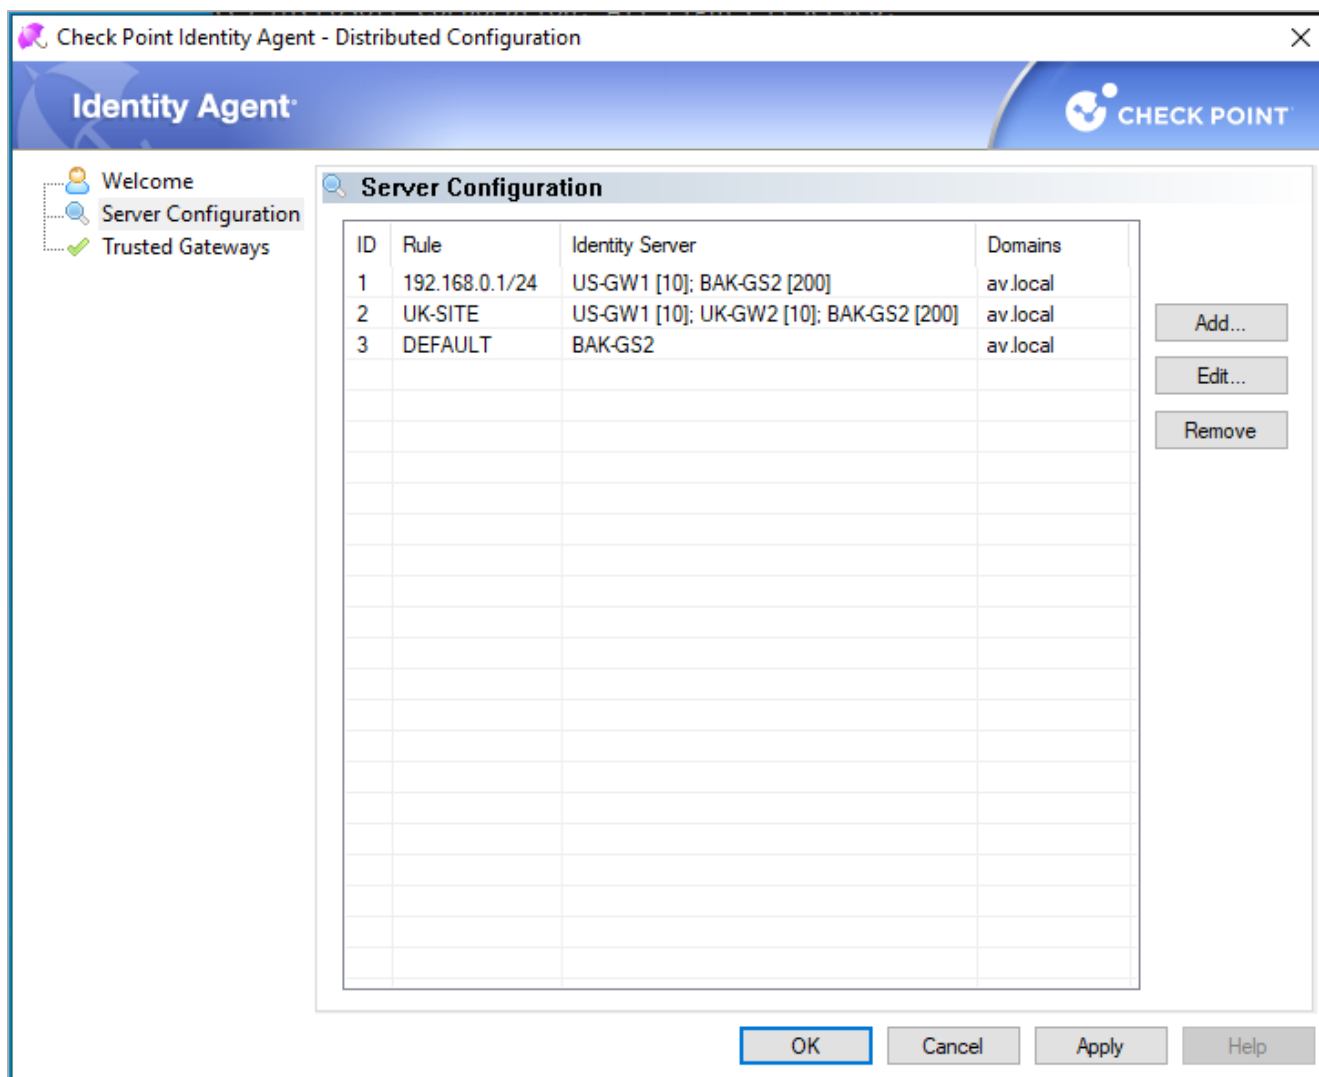 Check Point Identity Agent - Distributed Configuration
Identity Agent
CHECK POINT
Welcome
Server Configuration
Trusted Gateways
Server Configuration
ID Rule Identity Server Domains
1 192.168.0.1/24 US-GW1 [10]; BAK-GS2 [200] av.local
2 UK-SITE US-GW1 [10]; UK-GW2 [10]; BAK-GS2 [200] av.local
3 DEFAULT BAK-GS2 av.local
Add...
Edit...
Remove
OK Cancel Apply Help